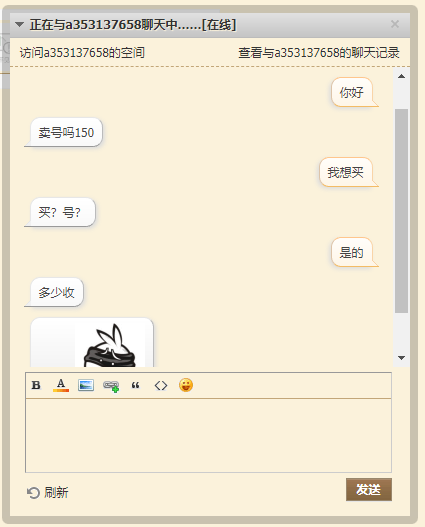 正在与a353137658聊天中......[在线]
访问a353137658的空间 查看与a353137658的聊天记录
你好
卖号吗150
我想买
买？号？
是的
多少收
B A “ <>
刷新 发送